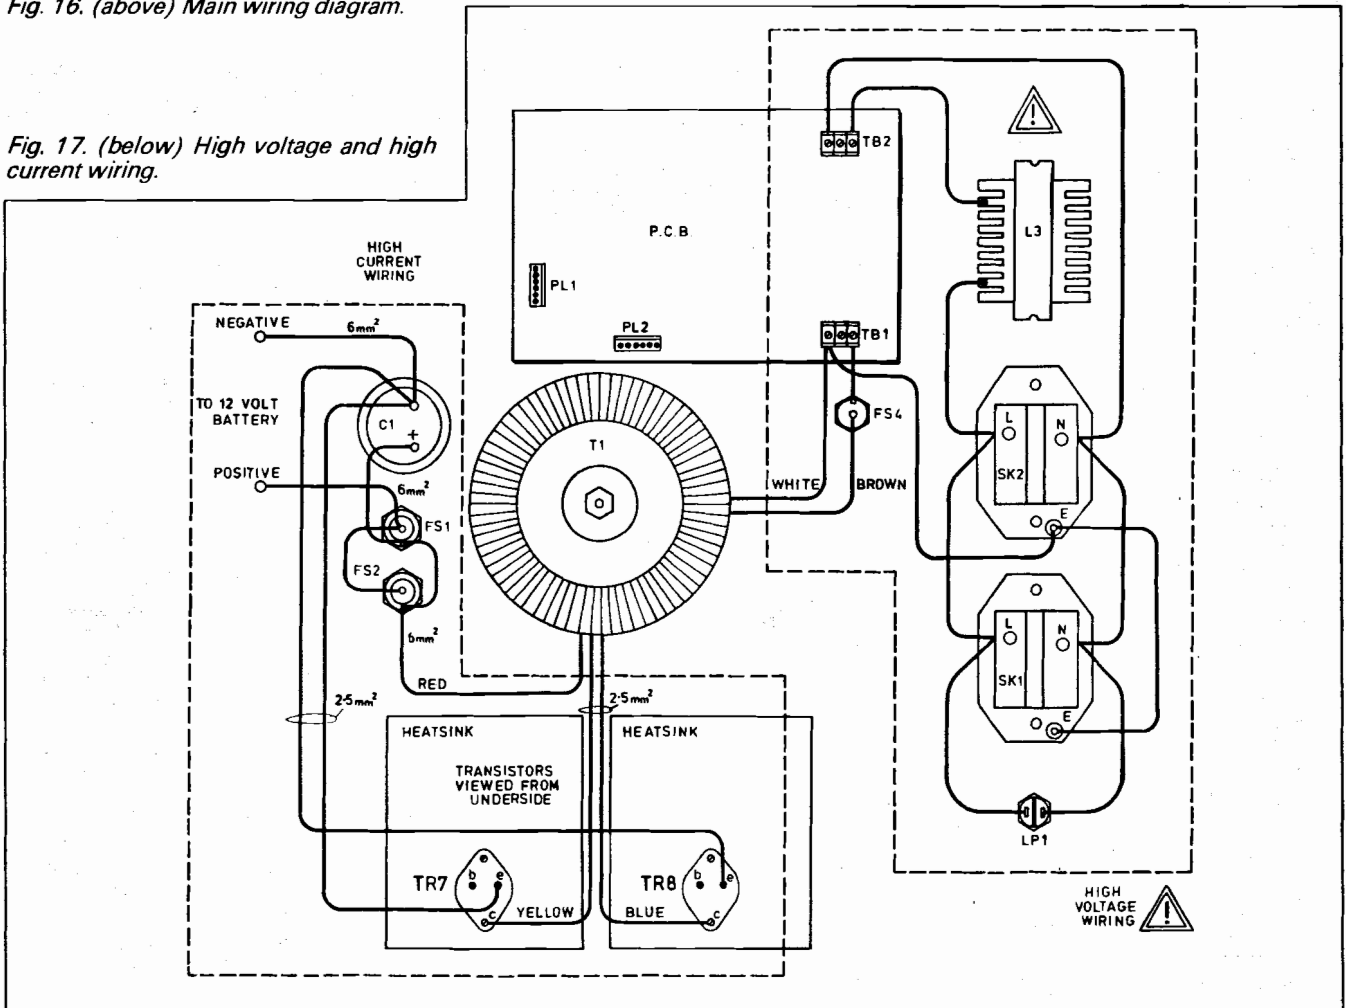 Fig. 16. (above) Main wiring diagram.
Fig. 17. (below) High voltage and high
current wiring.
TB2
L3
P.C.B
PL1
PL2
TB1
HIGH
CURRENT
WIRING
NEGATIVE
6mm²
TO 12 VOLT
BATTERY
C1
+
POSITIVE
6mm²
FS1
FS2
6mm²
RED
T1
WHITE
BROWN
FS4
L
N
SK2
E
L
N
SK1
E
LP1
2·5mm²
2·5mm²
HEATSINK
HEATSINK
TRANSISTORS
VIEWED FROM
UNDERSIDE
TR7
b
e
c
YELLOW
TR8
b
e
c
BLUE
HIGH
VOLTAGE
WIRING
!
!